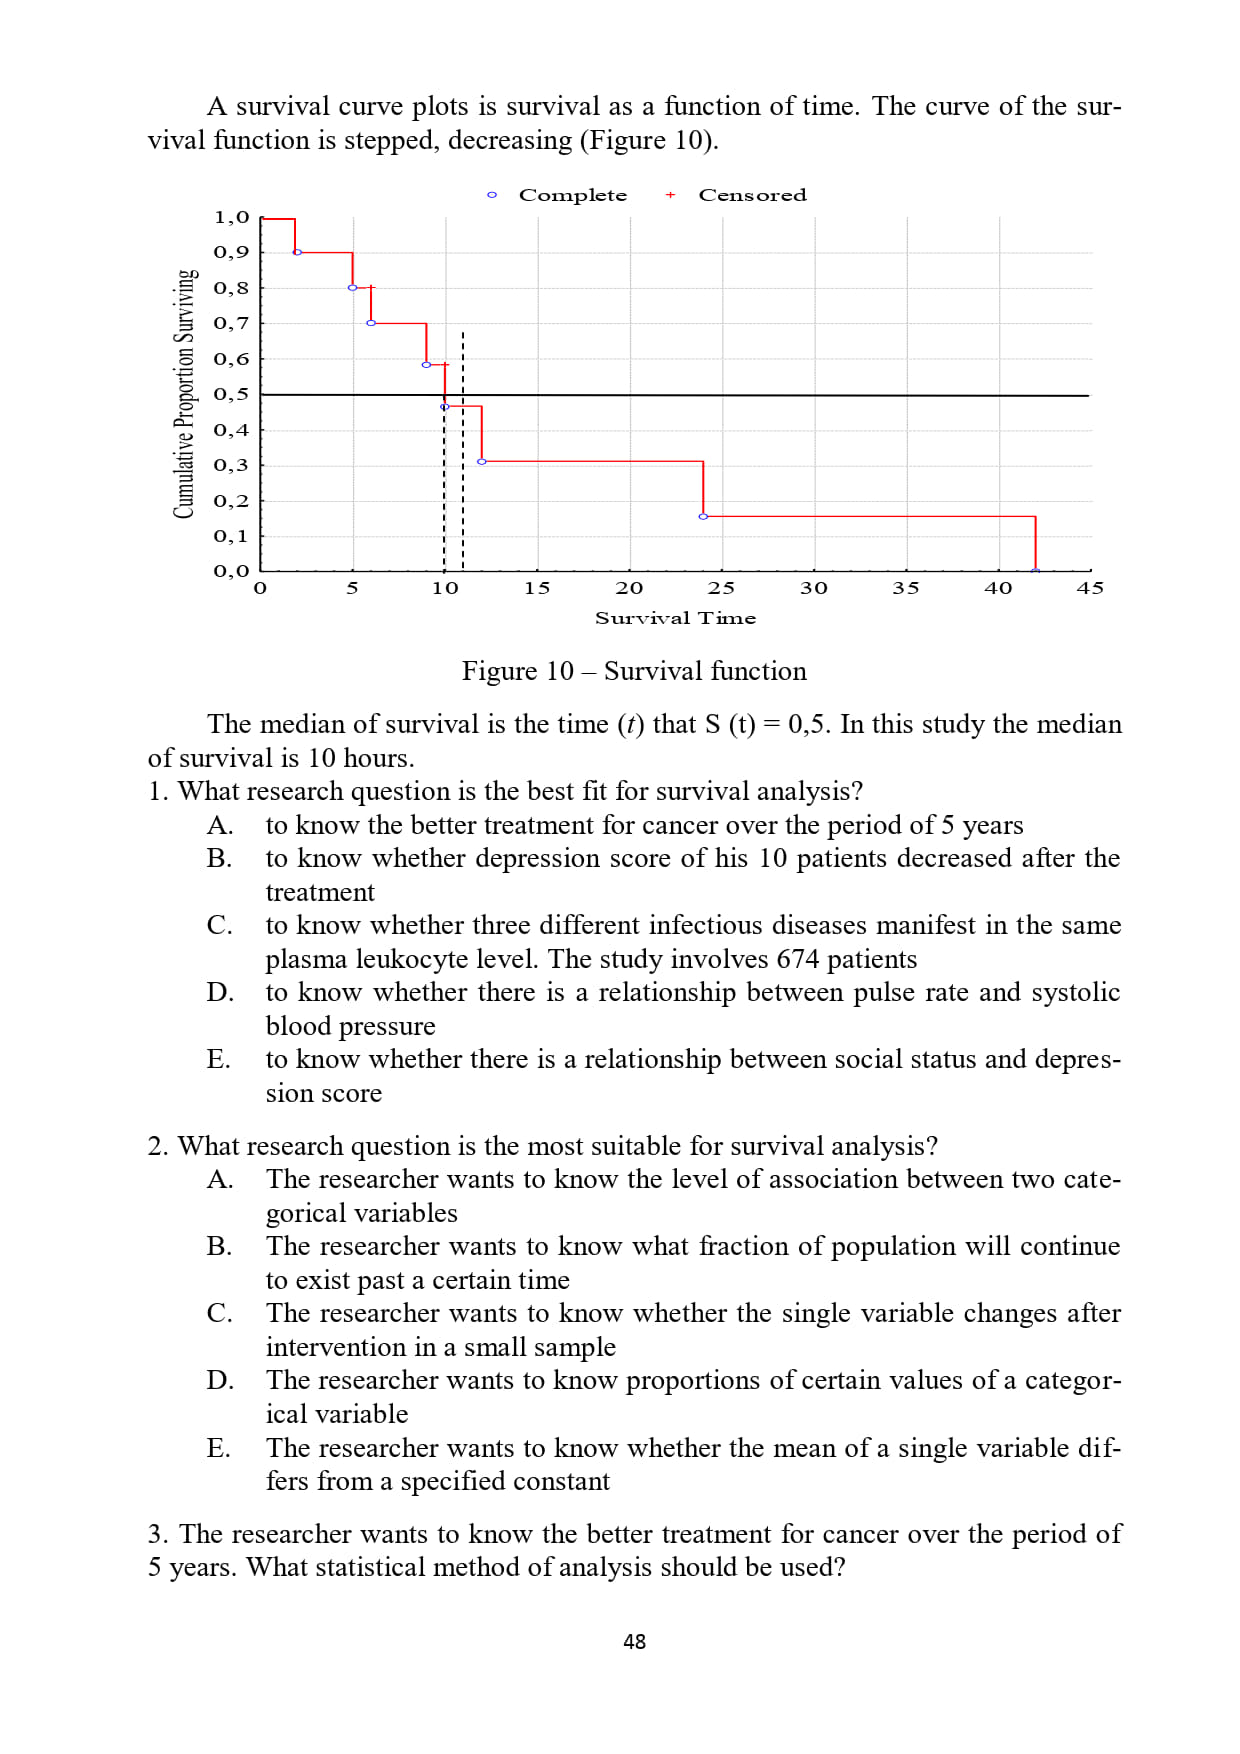 A survival curve plots is survival as a function of time. The curve of the sur-
vival function is stepped, decreasing (Figure 10).
Complete + Censored
Cumulative Proportion Surviving
1,0
0,9
0,8
0,7
0,6
0,5
0,4
0,3
0,2
0,1
0,0
0 5 10 15 20 25 30 35 40 45
Survival Time
Figure 10 – Survival function
The median of survival is the time (t) that S (t) = 0,5. In this study the median
of survival is 10 hours.
1. What research question is the best fit for survival analysis?
A. to know the better treatment for cancer over the period of 5 years
B. to know whether depression score of his 10 patients decreased after the
treatment
C. to know whether three different infectious diseases manifest in the same
plasma leukocyte level. The study involves 674 patients
D. to know whether there is a relationship between pulse rate and systolic
blood pressure
E. to know whether there is a relationship between social status and depres-
sion score
2. What research question is the most suitable for survival analysis?
A. The researcher wants to know the level of association between two cate-
gorical variables
B. The researcher wants to know what fraction of population will continue
to exist past a certain time
C. The researcher wants to know whether the single variable changes after
intervention in a small sample
D. The researcher wants to know proportions of certain values of a categor-
ical variable
E. The researcher wants to know whether the mean of a single variable dif-
fers from a specified constant
3. The researcher wants to know the better treatment for cancer over the period of
5 years. What statistical method of analysis should be used?
48